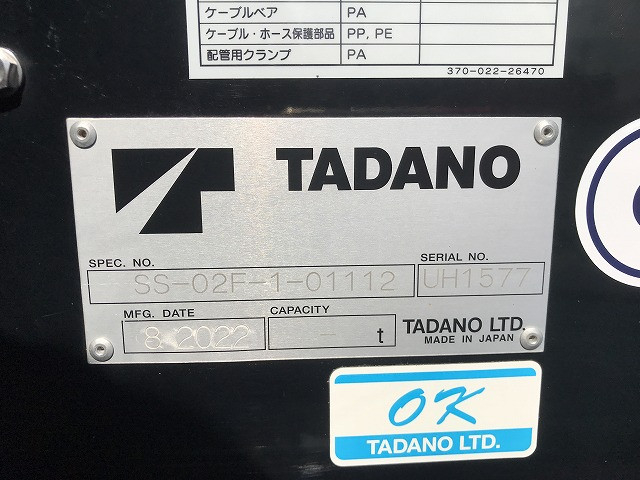 ケーブルベア PA
ケーブル・ホース保護部品 PP, PE
配管用クランプ PA
370-022-26470
TADANO
SPEC. NO. SERIAL NO.
SS-02F-1-01112 UH1577
MFG. DATE CAPACITY
8 2022 - t
TADANO LTD.
MADE IN JAPAN
OK
TADANO LTD.